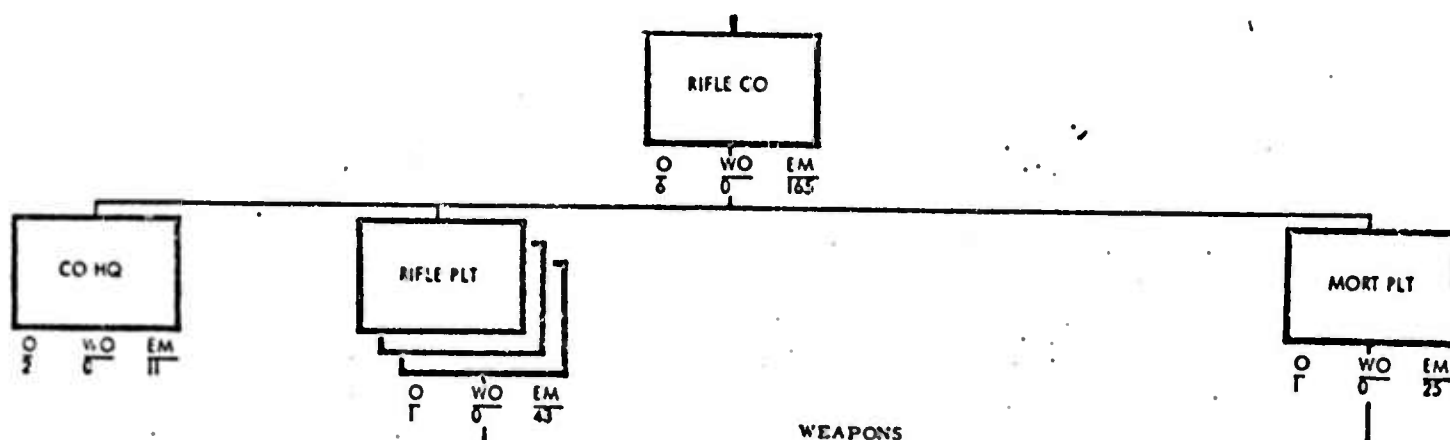 RIFLE CO
O WO EM
6 0 165
CO HQ
RIFLE PLT
MORT PLT
O WO EM
2 0 11
O WO EM
1 0 43
O WO EM
1 0 25
WEAPONS